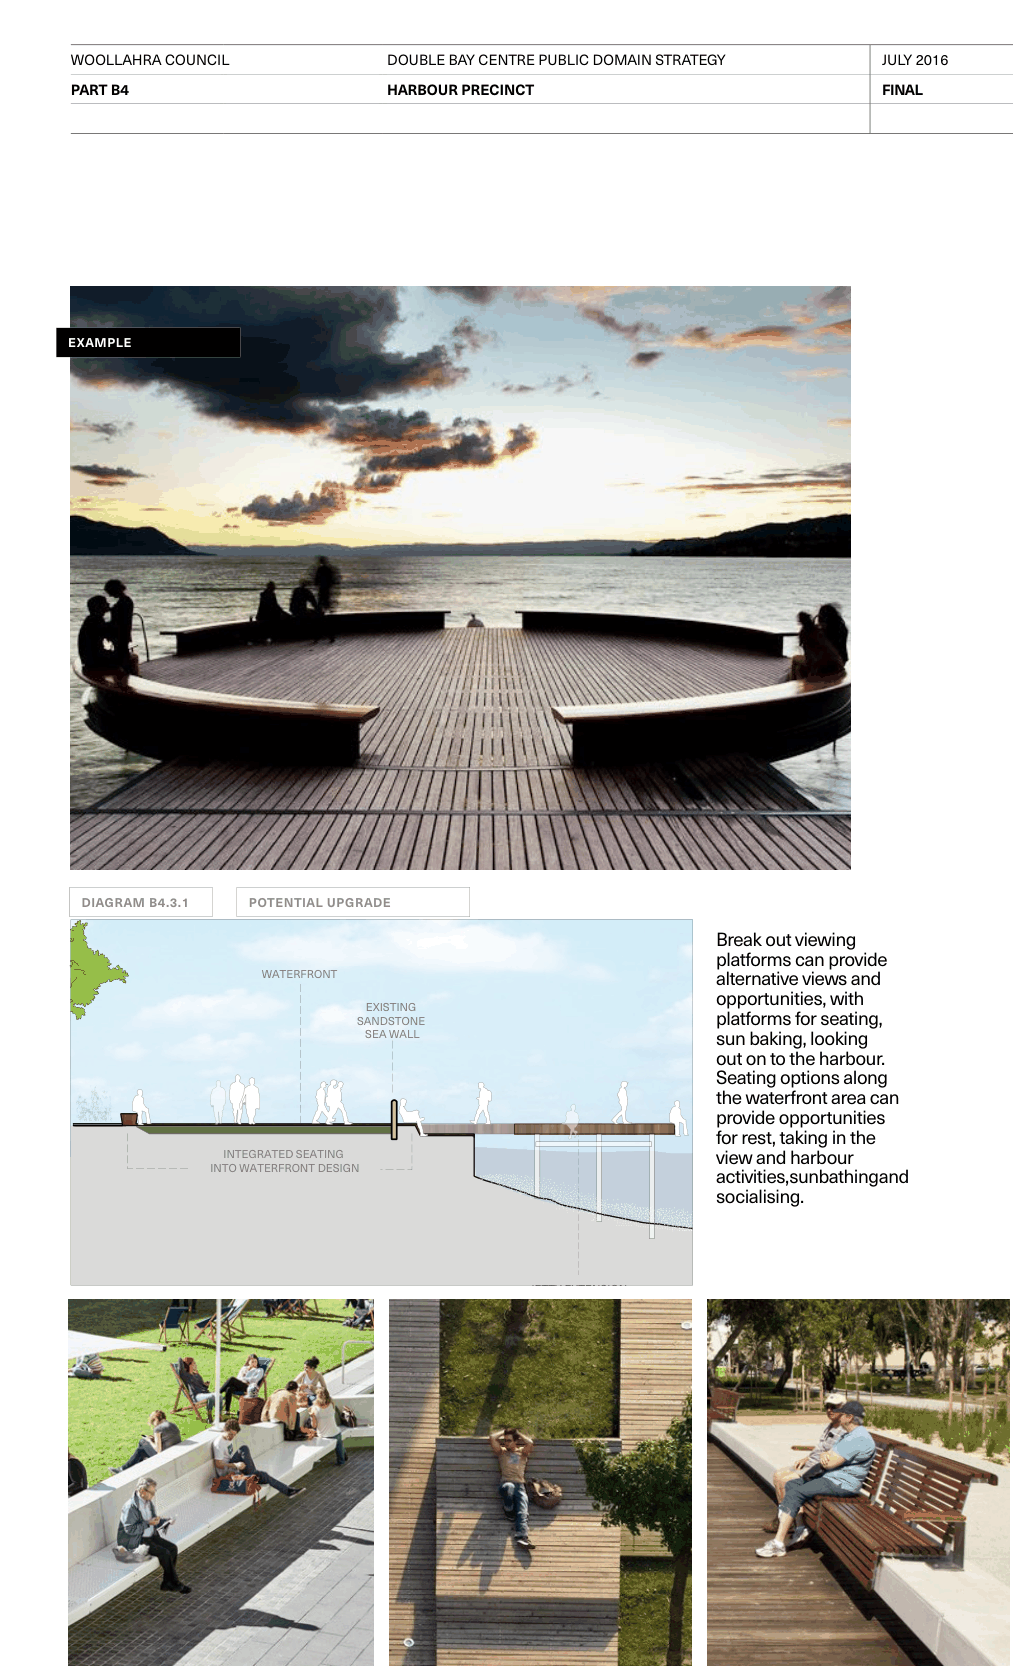 WOOLLAHRA COUNCIL
DOUBLE BAY CENTRE PUBLIC DOMAIN STRATEGY
JULY 2016
PART B4
HARBOUR PRECINCT
FINAL
EXAMPLE
DIAGRAM B4.3.1
POTENTIAL UPGRADE
WATERFRONT
EXISTING
SANDSTONE
SEA WALL
INTEGRATED SEATING
INTO WATERFRONT DESIGN
Break out viewing
platforms can provide
alternative views and
opportunities, with
platforms for seating,
sun baking, looking
out on to the harbour.
Seating options along
the waterfront area can
provide opportunities
for rest, taking in the
view and harbour
activities,sunbathingand
socialising.